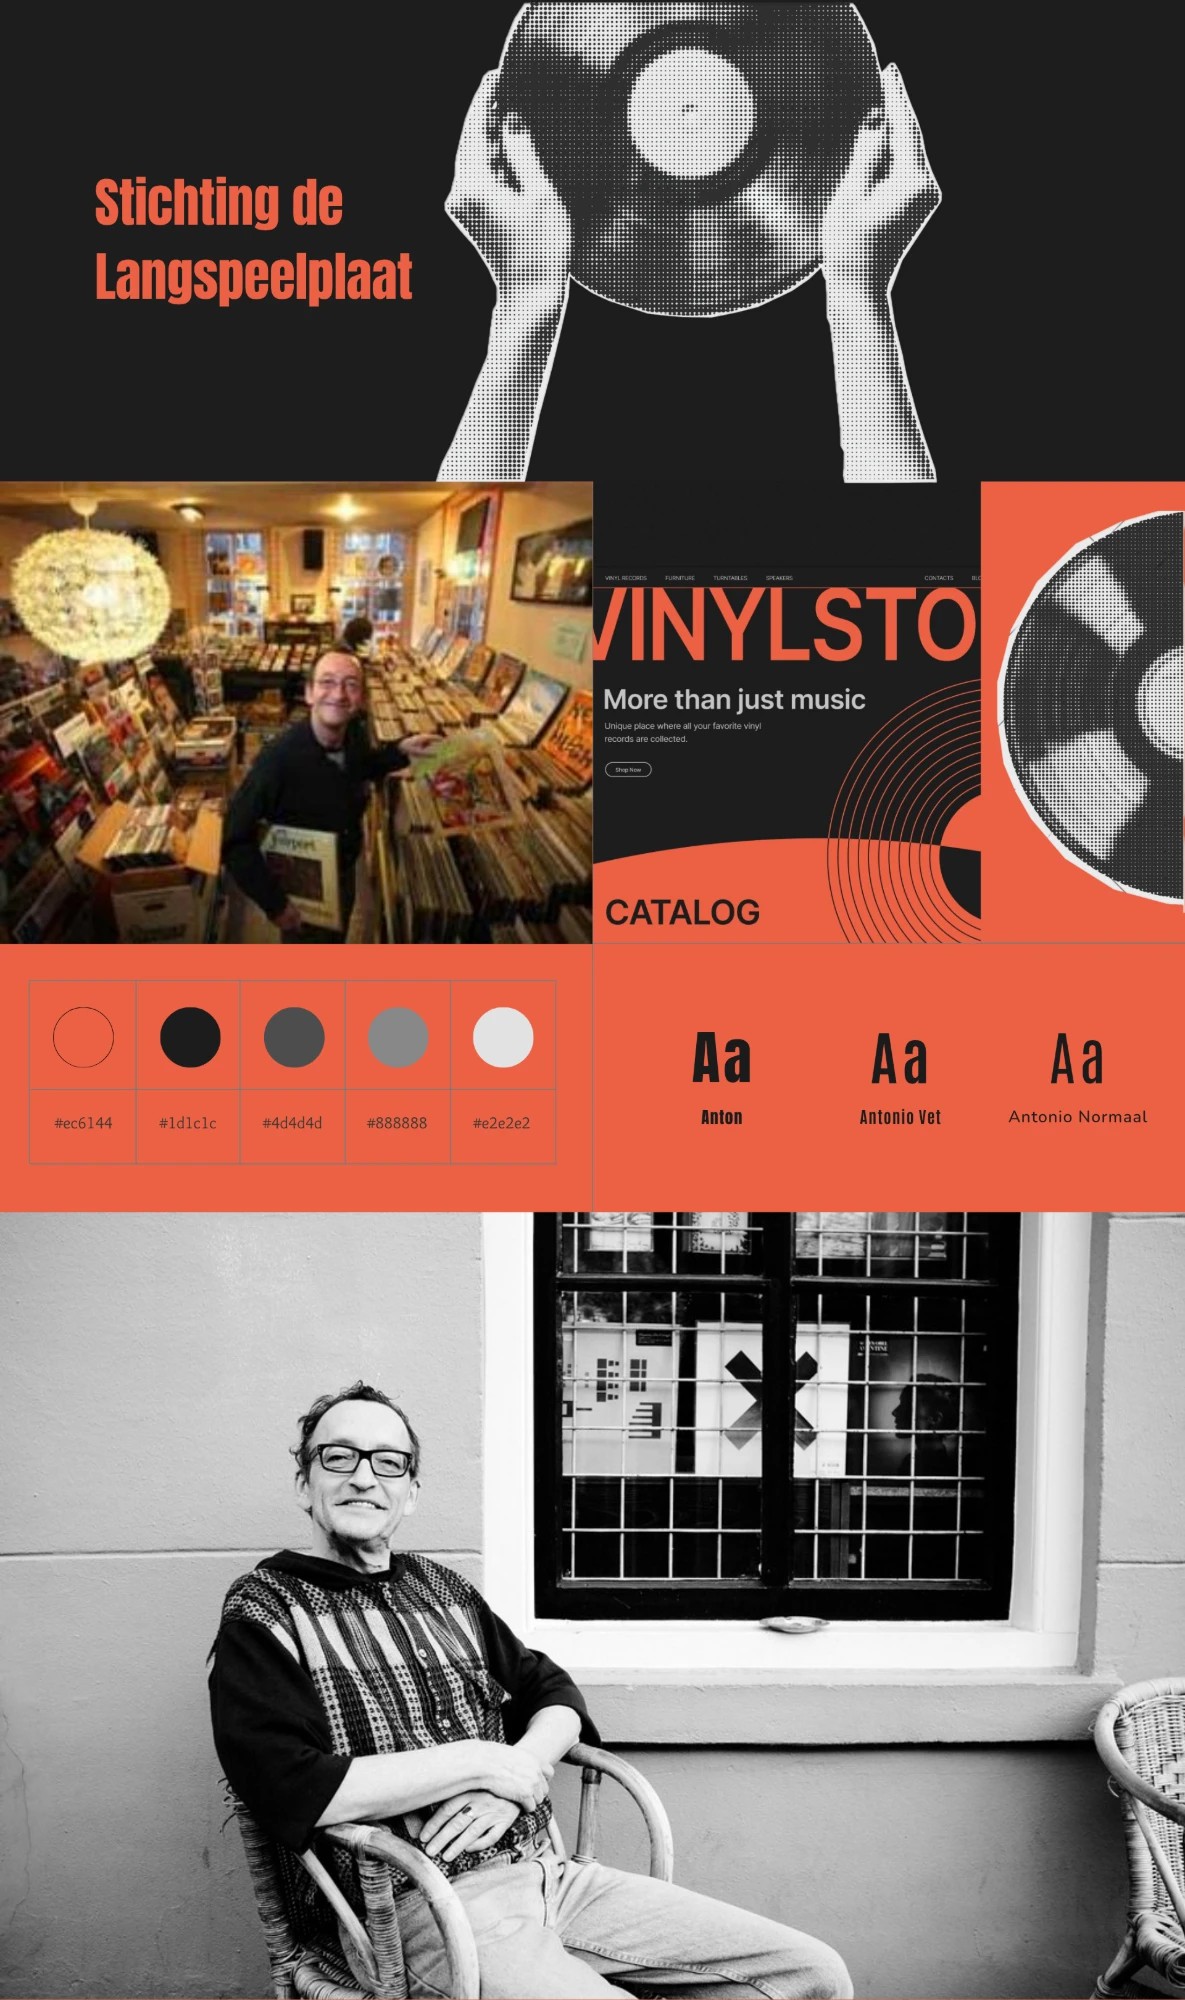 Stichting de
Langspeelplaat
VINYL RECORDS FURNITURE TURNTABLES SPEAKERS CONTACTS BLO
VINYLSTO
More than just music
Unique place where all your favorite vinyl
records are collected.
Shop Now
CATALOG
#ec6144 #1d1c1c #4d4d4d #888888 #e2e2e2
Aa Aa Aa
Anton Antonio Vet Antonio Normaal